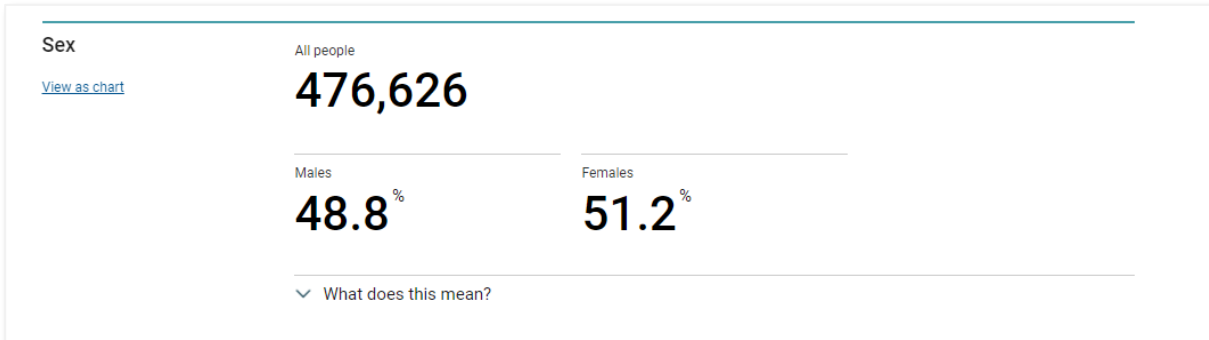 Sex
View as chart
All people
476,626
Males
48.8%
Females
51.2%
What does this mean?